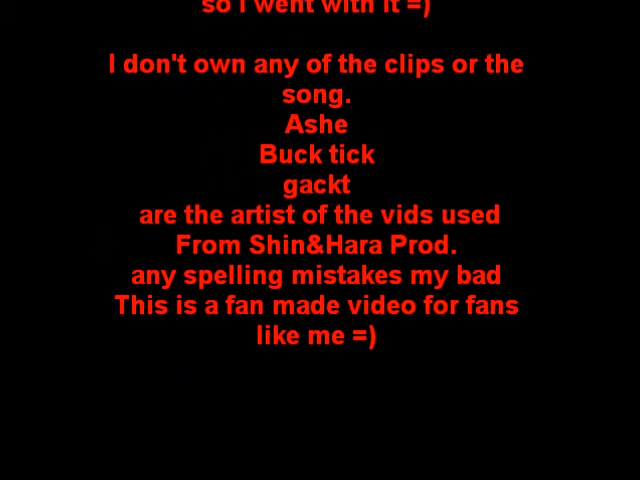 so I went with it =)
I don't own any of the clips or the
song.
Ashe
Buck tick
gackt
are the artist of the vids used
From Shin&Hara Prod.
any spelling mistakes my bad
This is a fan made video for fans
like me =)